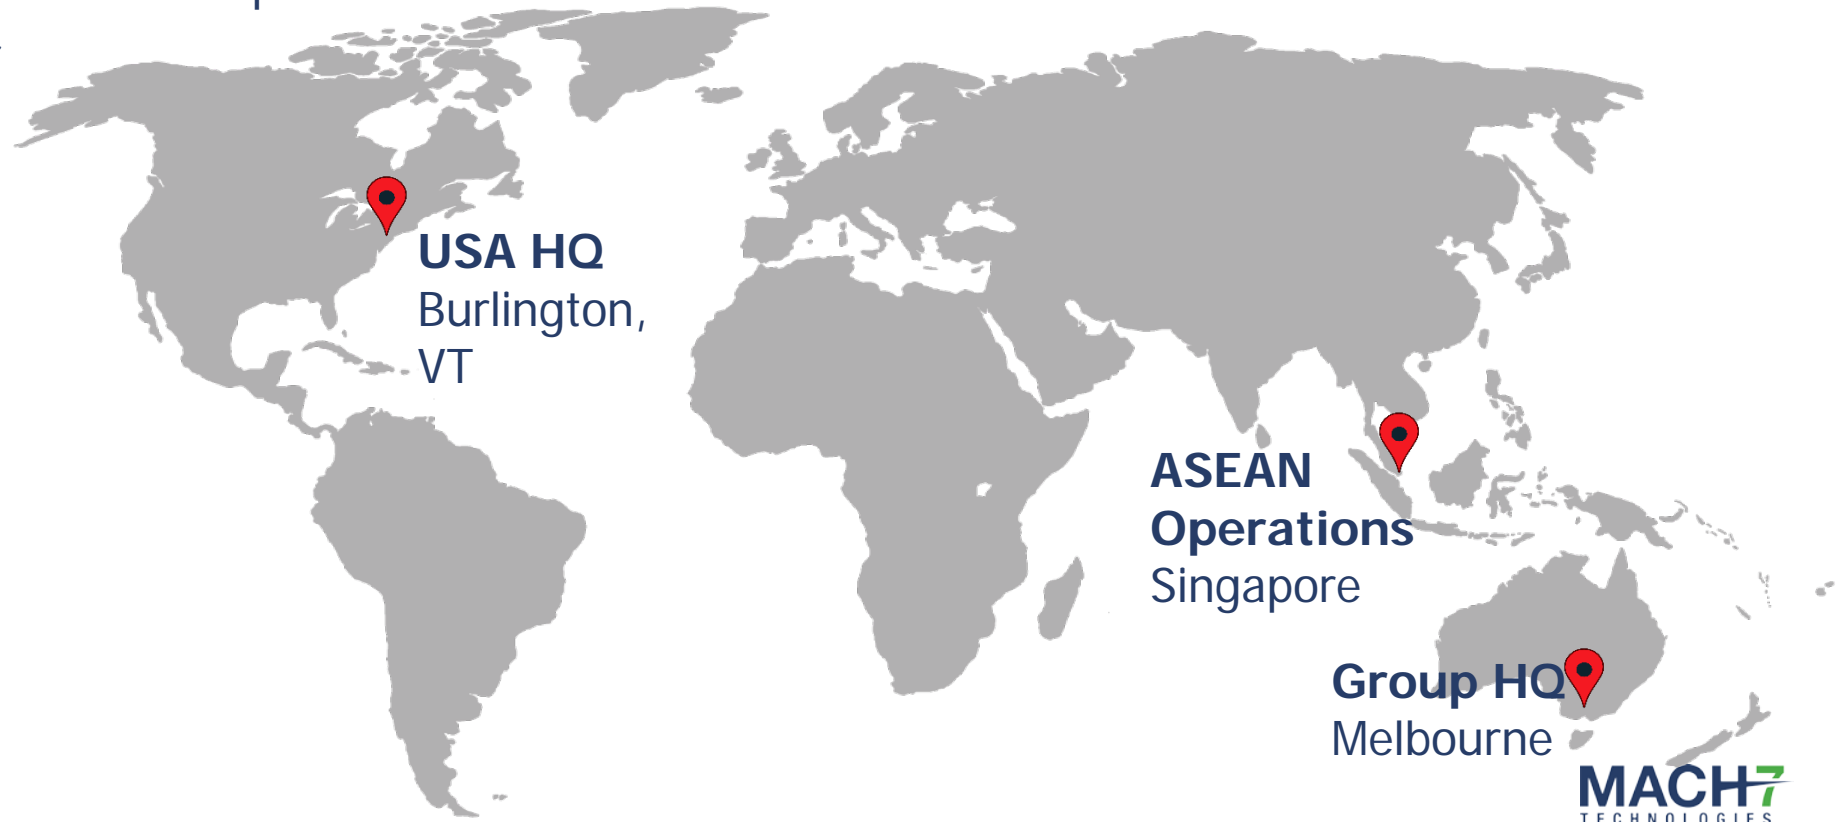 USA HQ
Burlington,
VT
ASEAN
Operations
Singapore
Group HQ
Melbourne
MACH7
TECHNOLOGIES